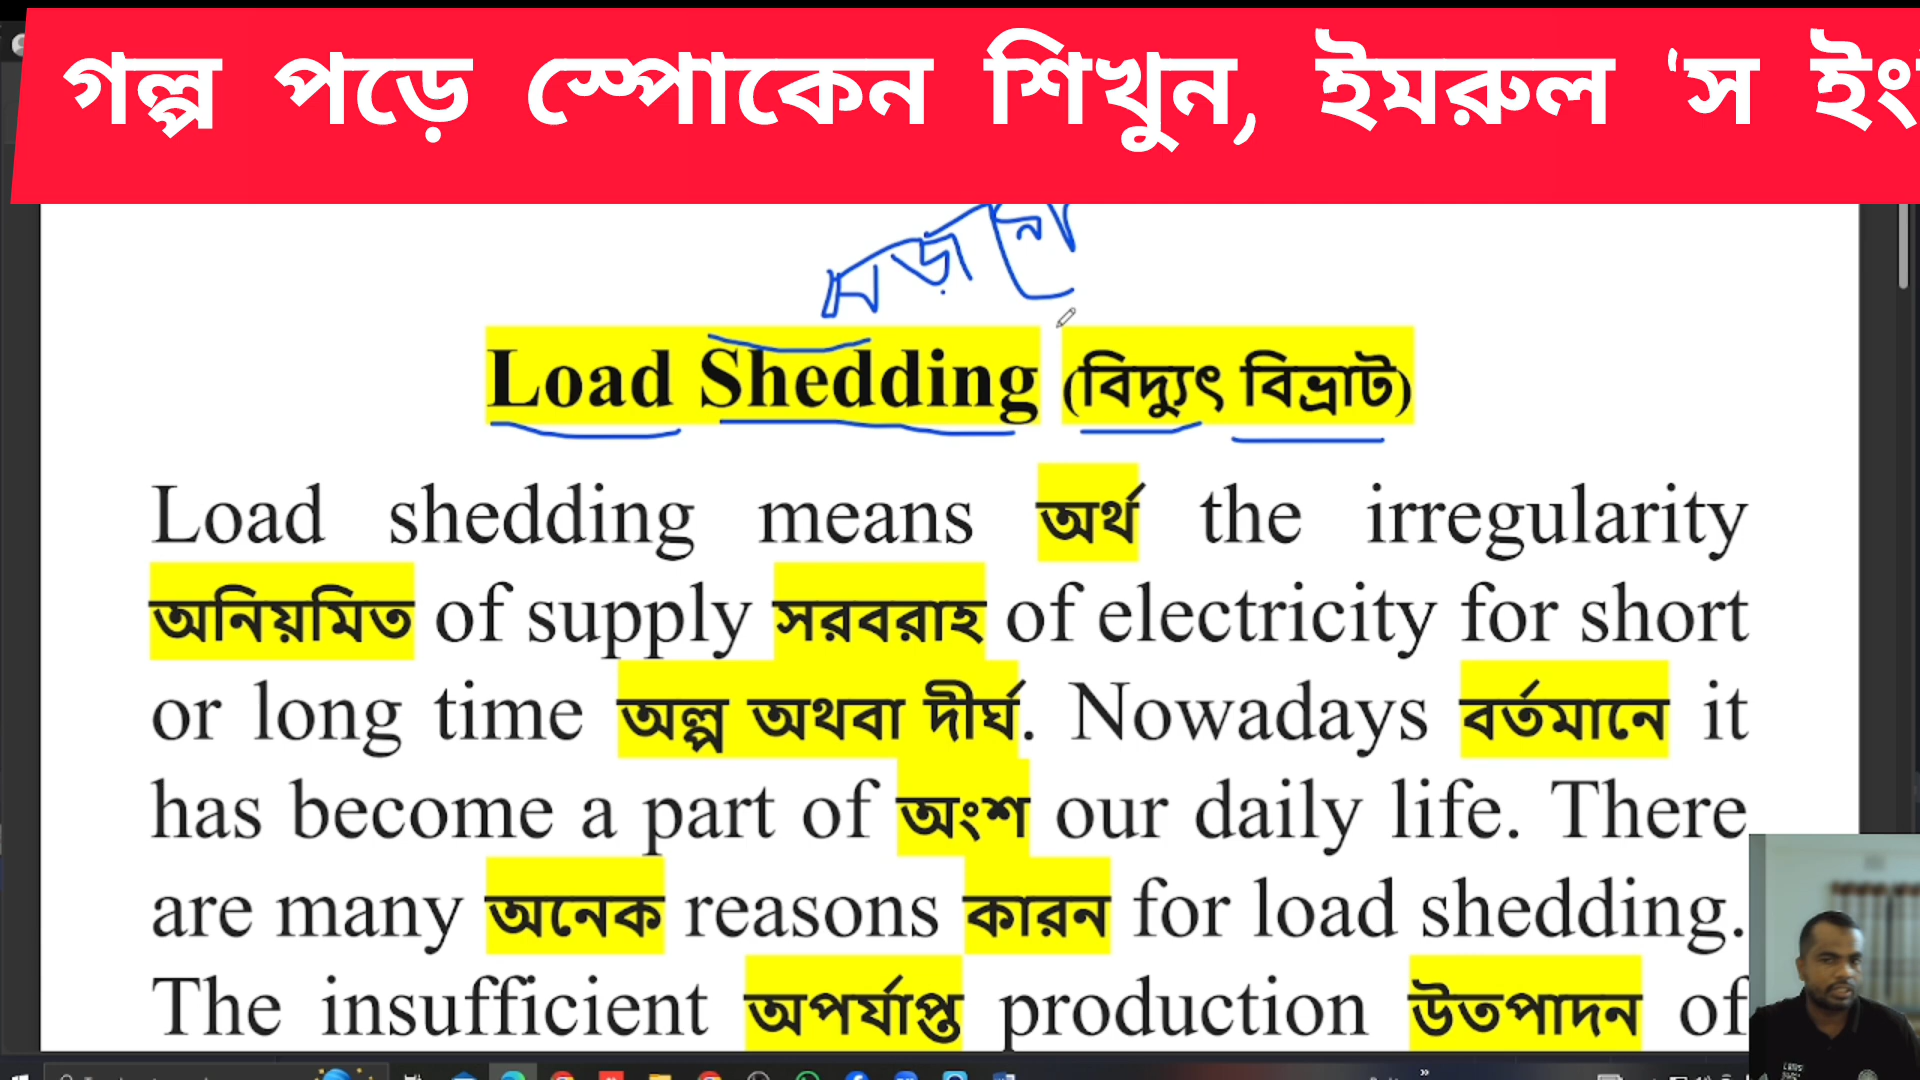 গল্প পড়ে স্পোকেন শিখুন, ইমরুল ‘স ইং
Load Shedding (বিদ্যুৎ বিভ্রাট)
Load shedding means অর্থ the irregularity
অনিয়মিত of supply সরবরাহ of electricity for short
or long time অল্প অথবা দীর্ঘ. Nowadays বর্তমানে it
has become a part of অংশ our daily life. There
are many অনেক reasons কারন for load shedding.
The insufficient অপর্যাপ্ত production উতপাদন of